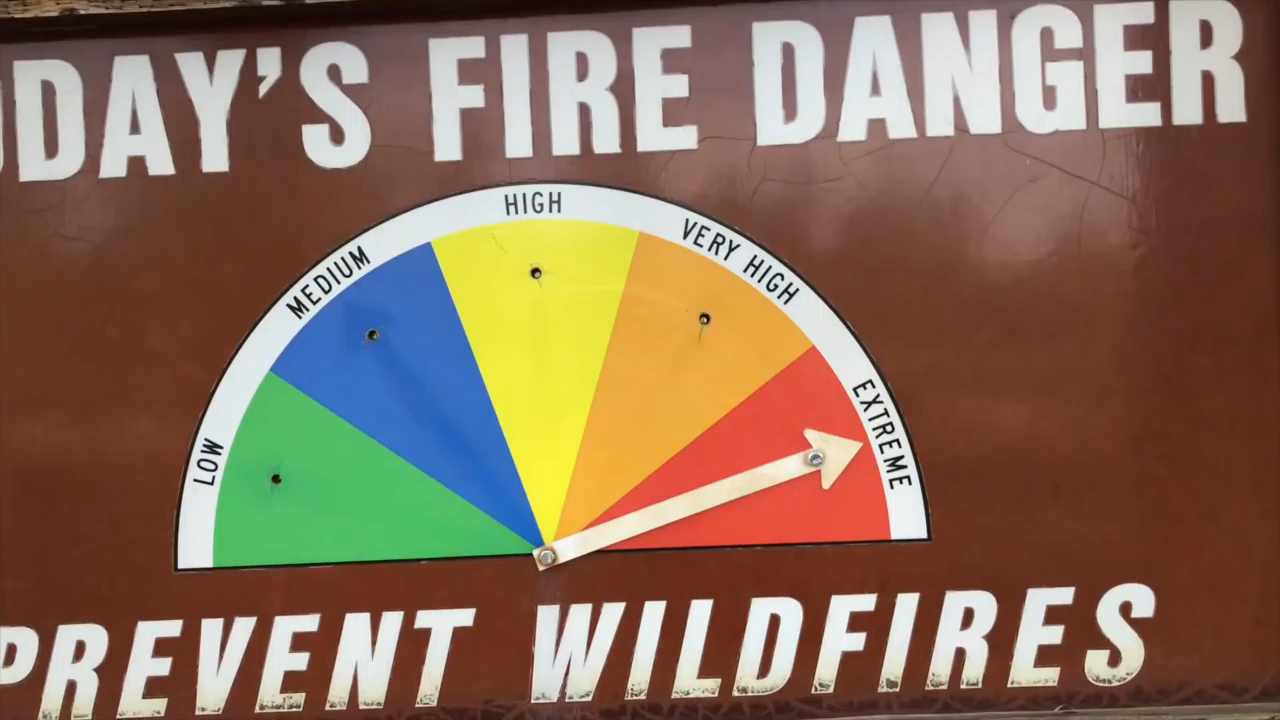 ODAY'S FIRE DANGER
HIGH
MEDIUM
VERY HIGH
LOW
EXTREME
PREVENT WILDFIRES